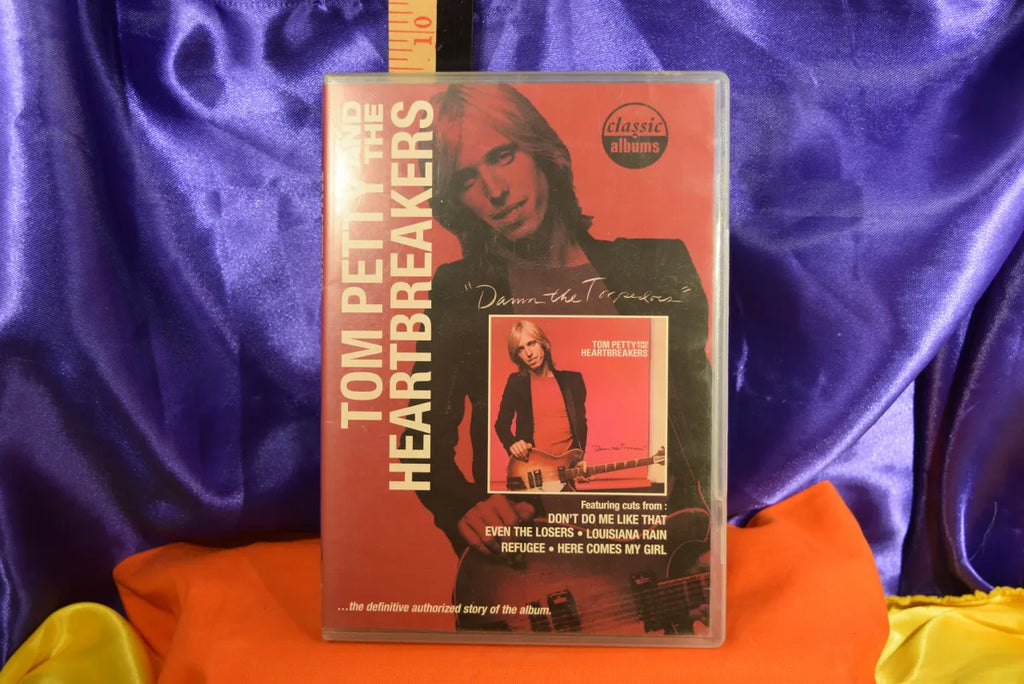 10
TOM PETTY AND THE
HEARTBREAKERS
classic
albums
"Damn the Torpedoes"
TOM PETTY AND THE
HEARTBREAKERS
"Damn the Torpedoes"
Featuring cuts from :
DON'T DO ME LIKE THAT
EVEN THE LOSERS • LOUISIANA RAIN
REFUGEE • HERE COMES MY GIRL
...the definitive authorized story of the album.